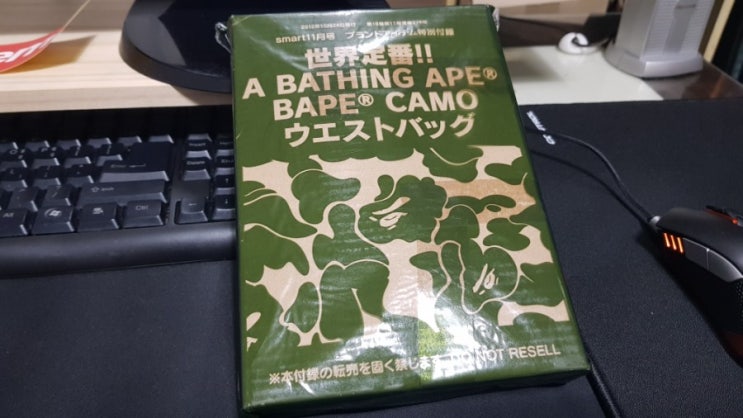 smart11月号 ブランドアイテム特別付録
世界定番!!
A BATHING APE®
BAPE® CAMO
ウエストバッグ
※本付録の転売を固く禁じます。DO NOT RESELL